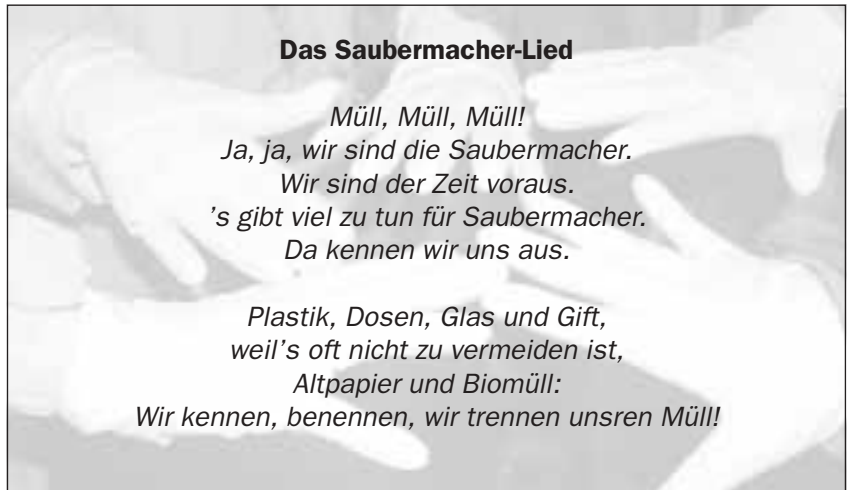 Das Saubermacher-Lied
Müll, Müll, Müll!
Ja, ja, wir sind die Saubermacher.
Wir sind der Zeit voraus.
’s gibt viel zu tun für Saubermacher.
Da kennen wir uns aus.
Plastik, Dosen, Glas und Gift,
weil’s oft nicht zu vermeiden ist,
Altpapier und Biomüll:
Wir kennen, benennen, wir trennen unsren Müll!